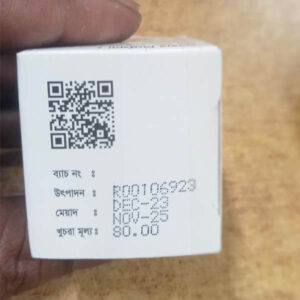 ব্যাচ নং : R00106923
উৎপাদন : DEC-23
মেয়াদ : NOV-25
খুচরা মূল্য: 80.00